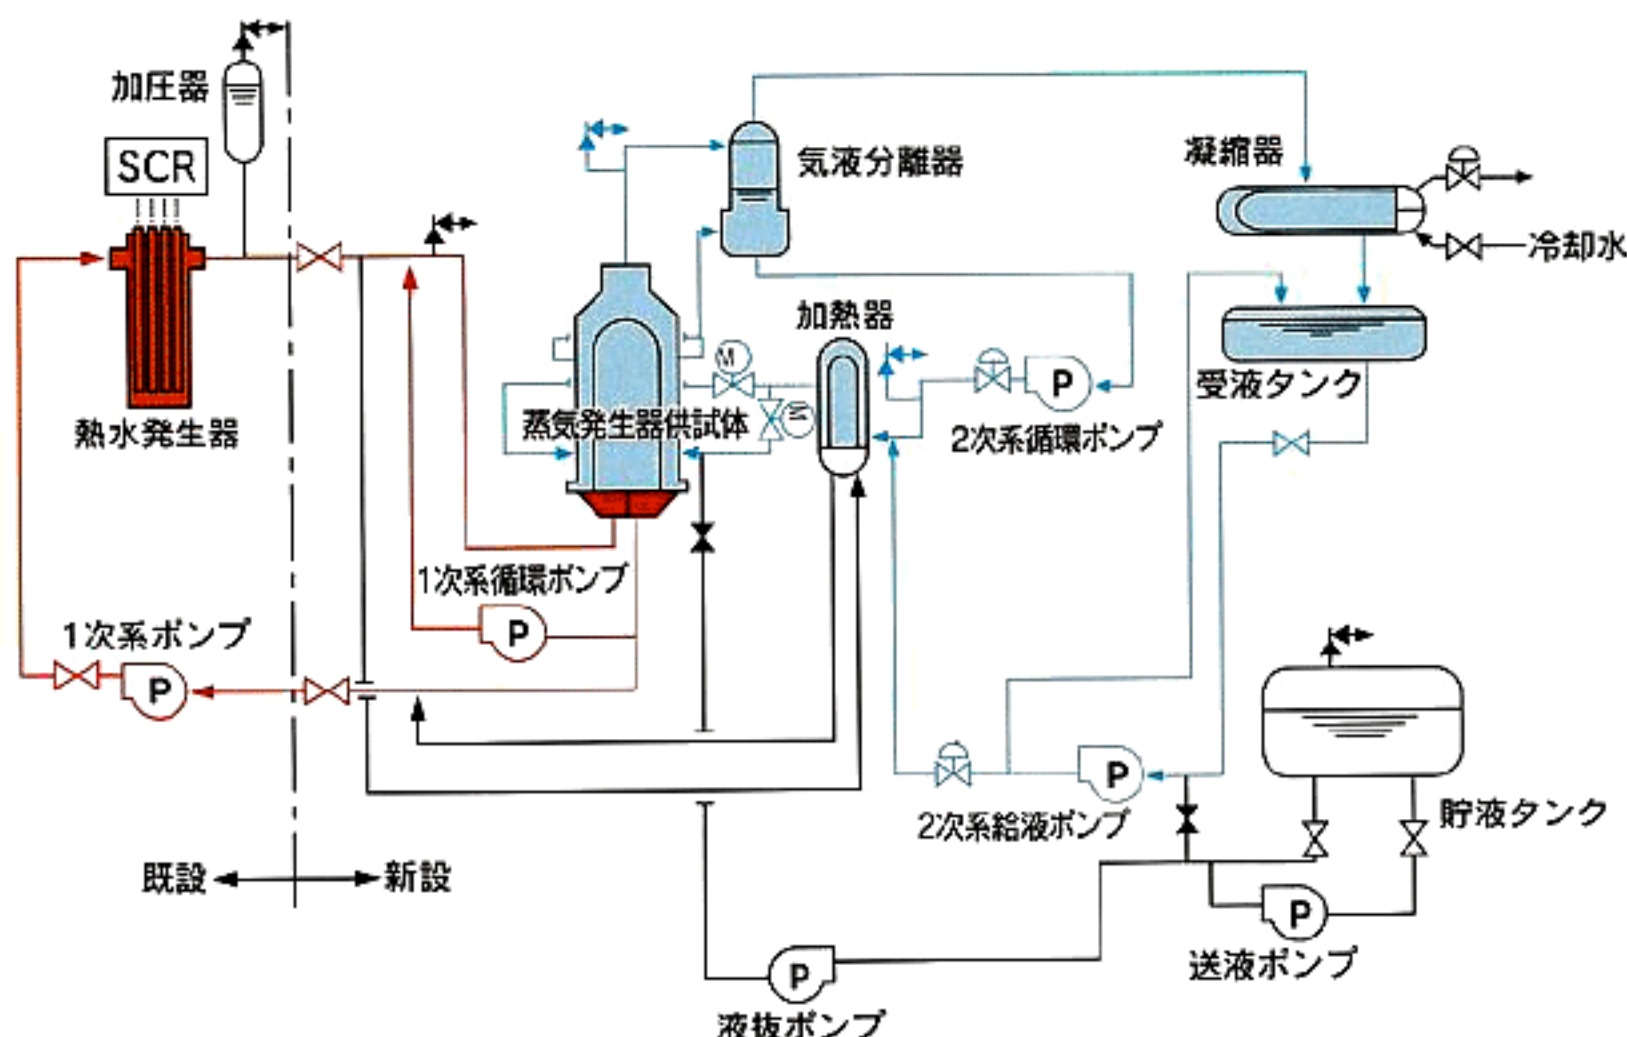 加圧器
SCR
熱水発生器
気液分離器
凝縮器
冷却水
加熱器
M
M
P
受液タンク
蒸気発生器供試体
2次系循環ポンプ
1次系循環ポンプ
P
1次系ポンプ
P
P
2次系給液ポンプ
貯液タンク
既設
新設
P
送液ポンプ
P
液抜ポンプ